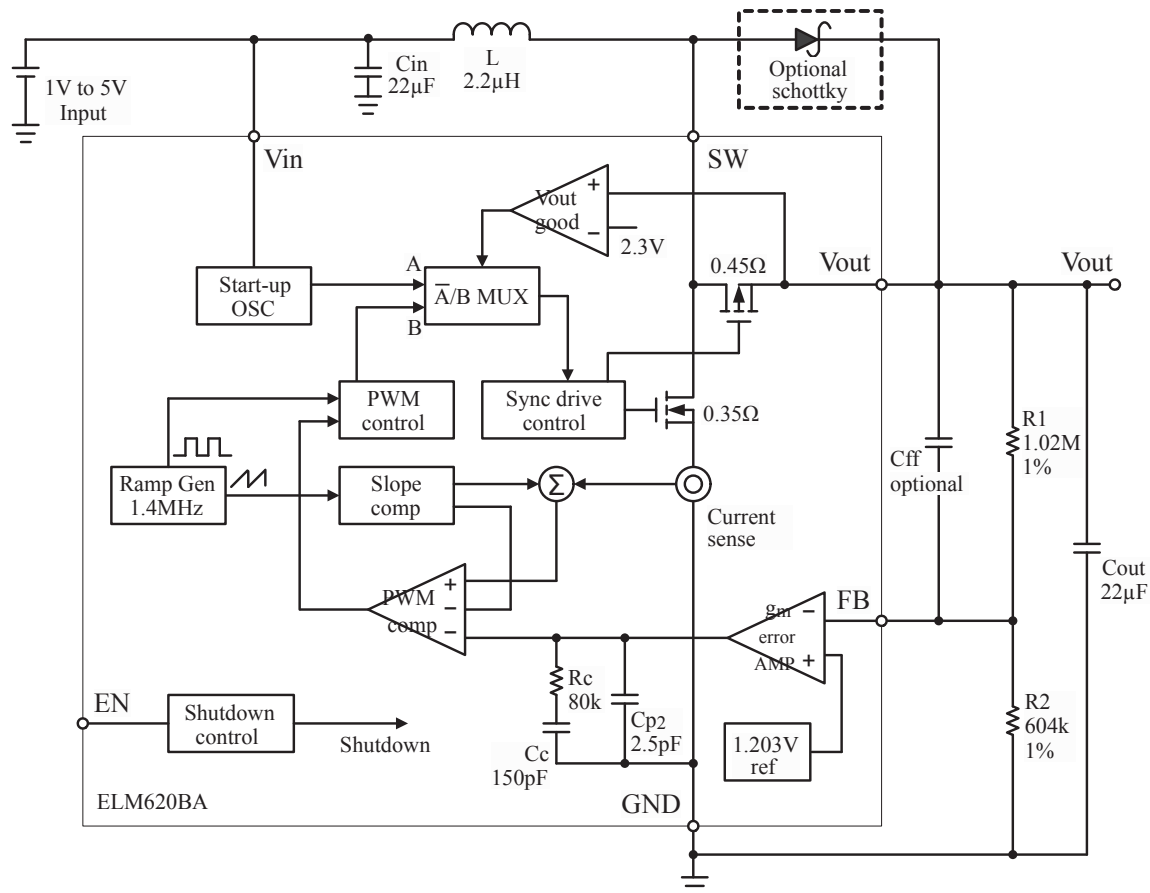 1V to 5V
Input
Cin
22µF
L
2.2µH
Optional
schottky
Vin
SW
Vout
good
+
−
2.3V
Start-up
OSC
A
B
A̅/B MUX
0.45Ω
Vout
Vout
PWM
control
Sync drive
control
0.35Ω
Ramp Gen
1.4MHz
Slope
comp
Σ
Current
sense
Cff
optional
R1
1.02M
1%
Cout
22µF
PWM
comp
+
−
−
gm
error
AMP
−
+
FB
Rc
80k
Cc
150pF
Cp2
2.5pF
1.203V
ref
R2
604k
1%
EN
Shutdown
control
Shutdown
ELM620BA
GND